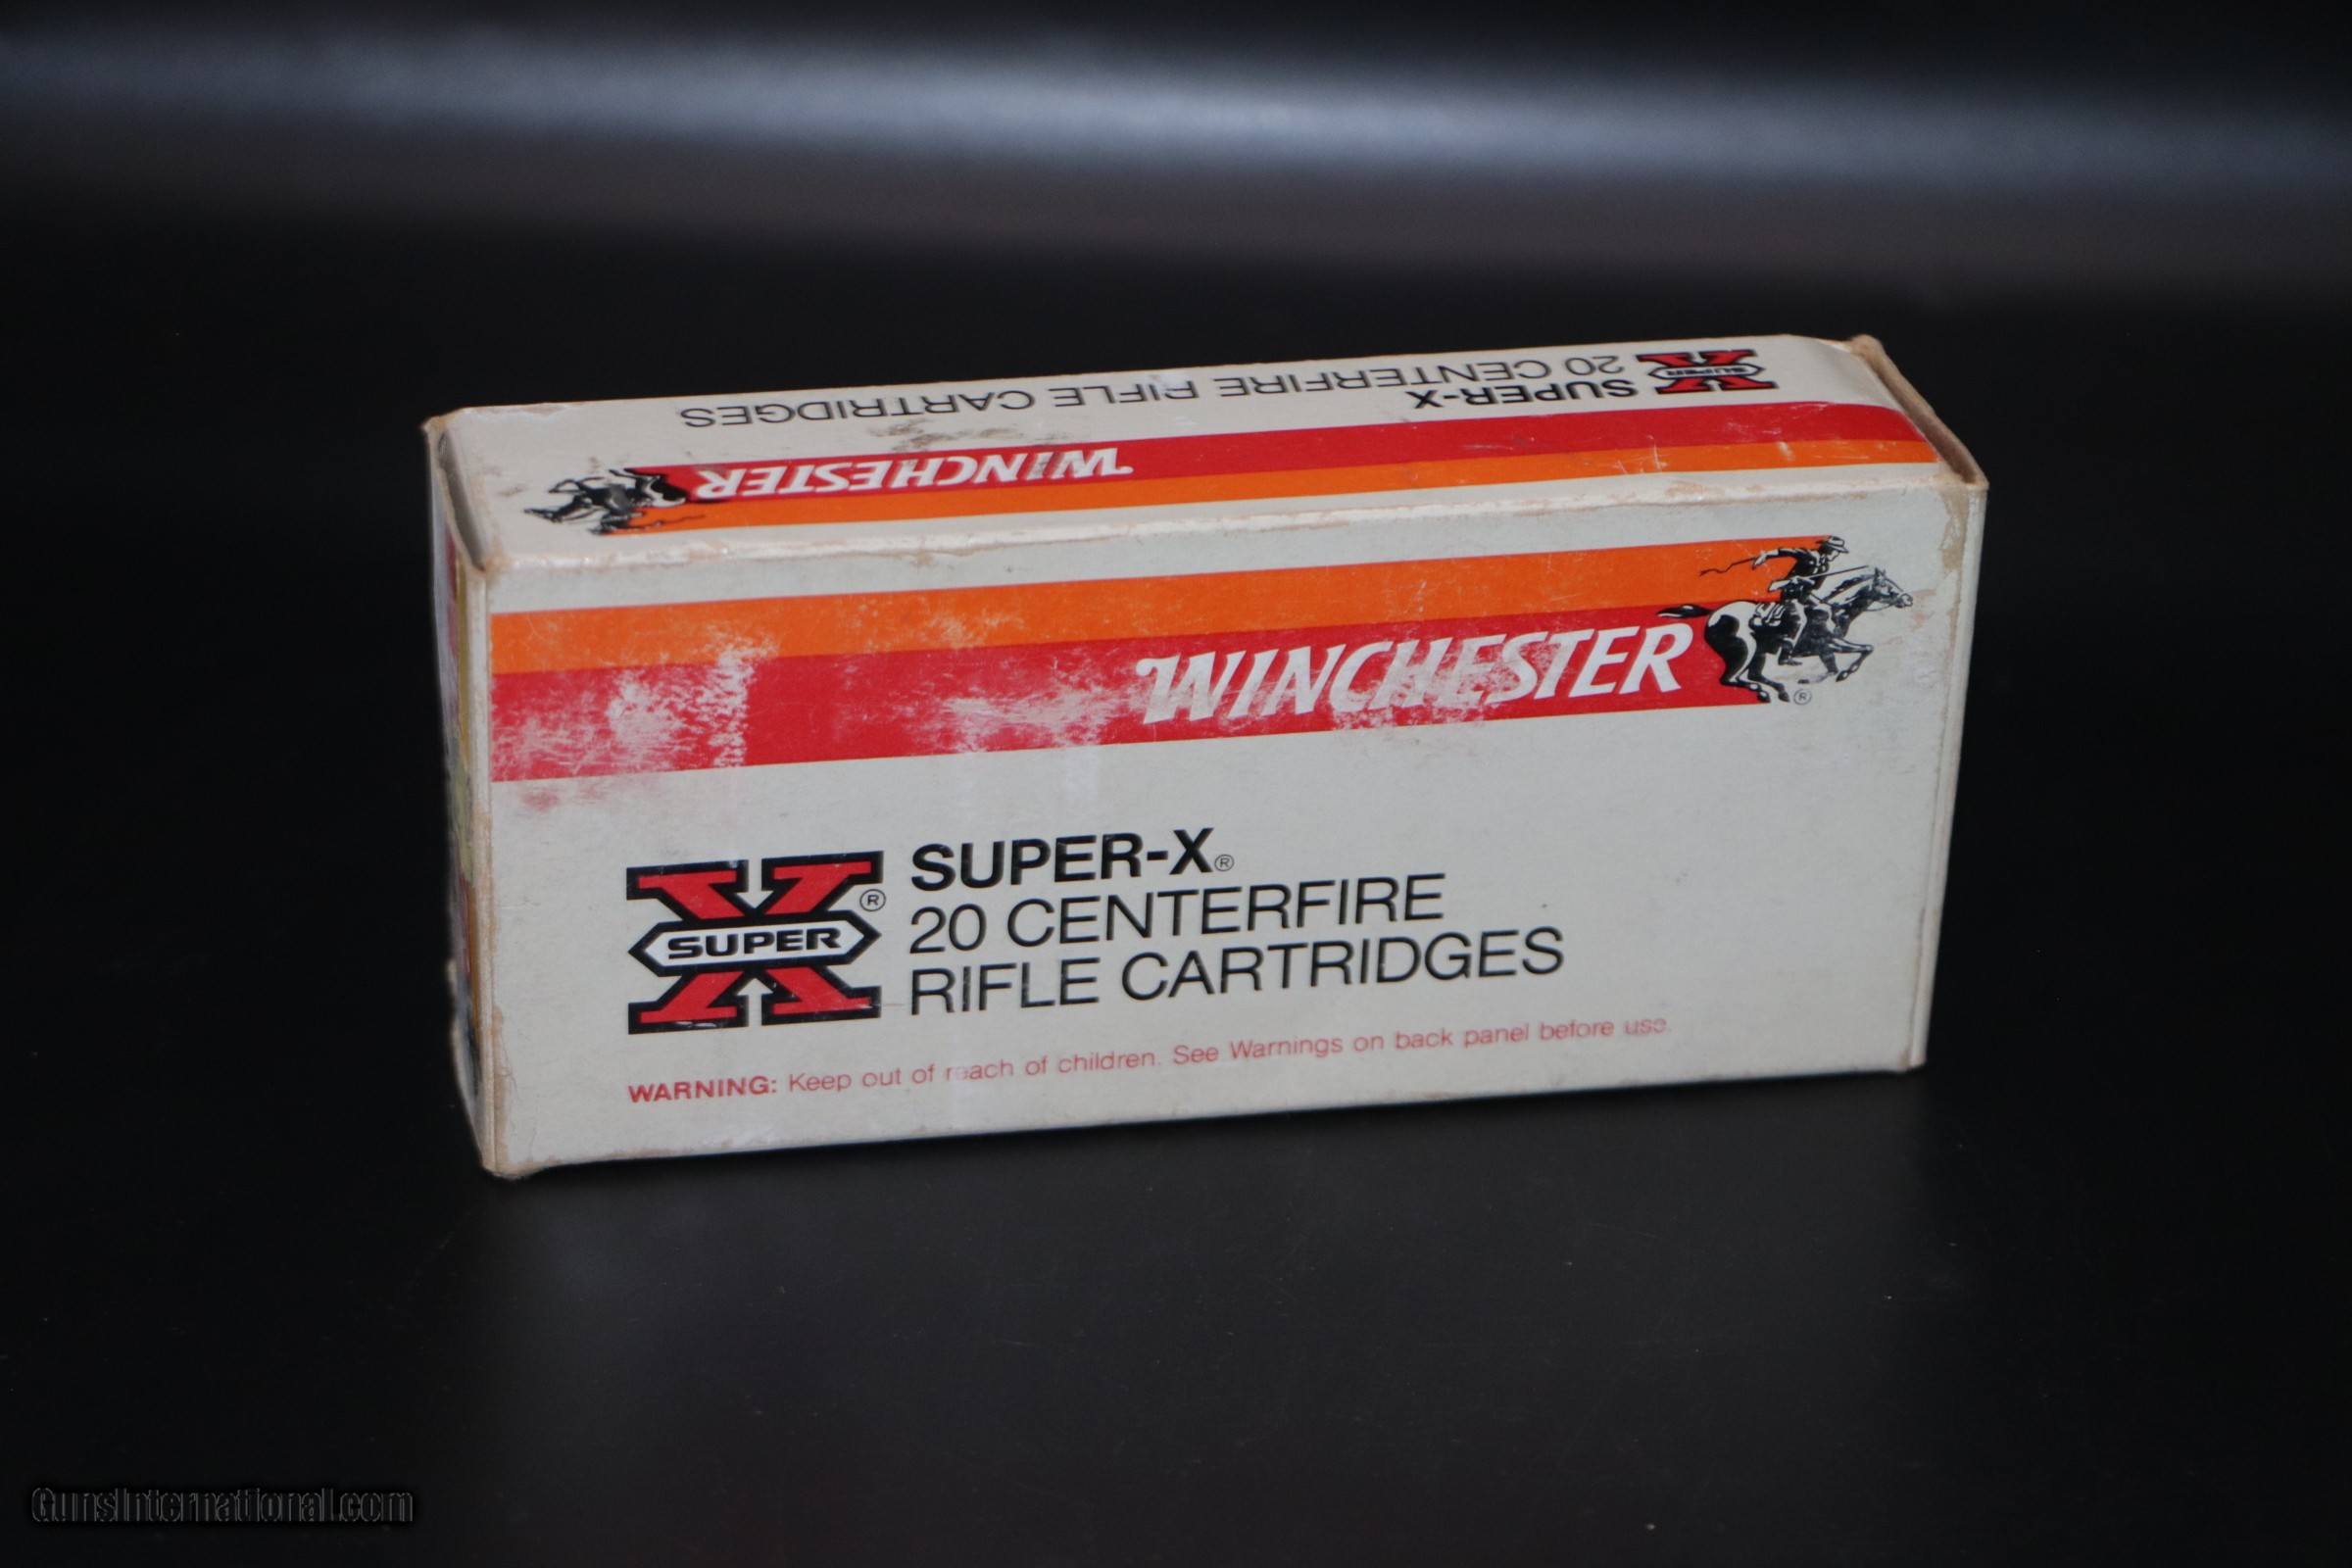 SUPER
SUPER-X
20 CENTERFIRE RIFLE CARTRIDGES
WINCHESTER
WINCHESTER
®
SUPER
®
SUPER-X®
20 CENTERFIRE
RIFLE CARTRIDGES
WARNING: Keep out of reach of children. See Warnings on back panel before use.
GunsInternational.com